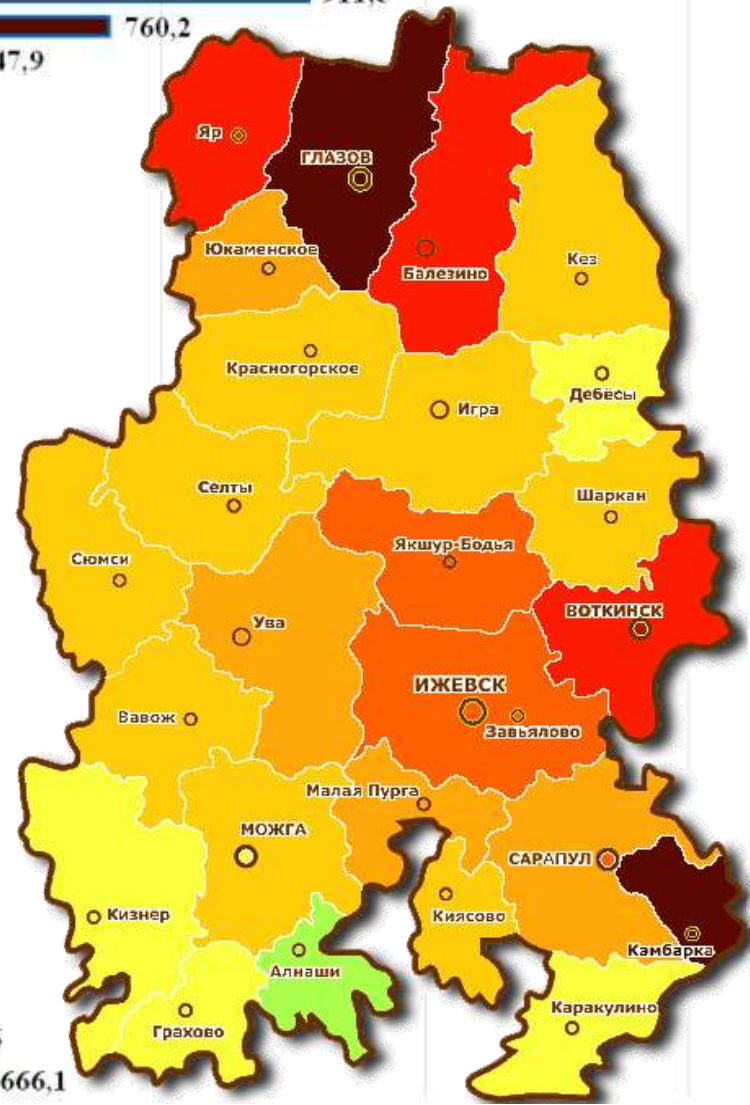 760,2
47,9
Яр
ГЛАЗОВ
Юкаменское
Балезино
Кез
Красногорское
Дебёсы
Игра
Селты
Шаркан
Якшур-Бодья
Сюмси
ВОТКИНСК
Ува
ИЖЕВСК
Вавож
Завьялово
Малая Пурга
МОЖГА
САРАПУЛ
Кизнер
Киясово
Камбарка
Алнаши
Каракулино
Грахово
666,1